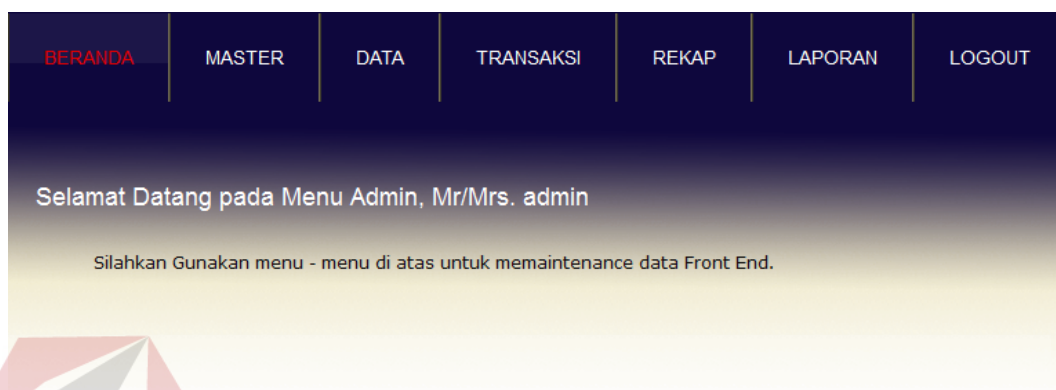 BERANDA MASTER DATA TRANSAKSI REKAP LAPORAN LOGOUT
Selamat Datang pada Menu Admin, Mr/Mrs. admin
Silahkan Gunakan menu - menu di atas untuk memaintenance data Front End.